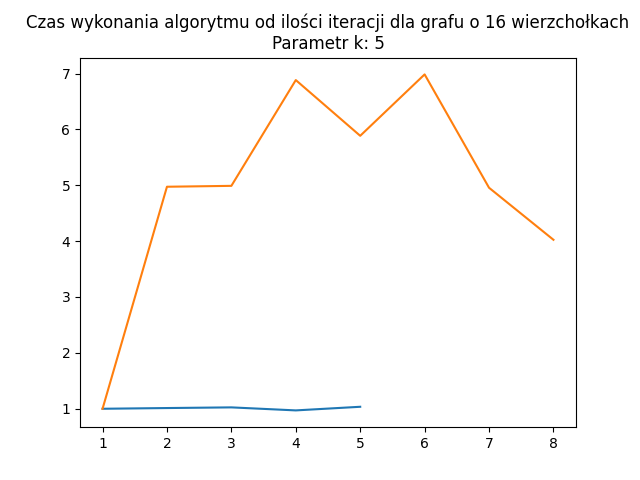 Czas wykonania algorytmu od ilości iteracji dla grafu o 16 wierzchołkach
Parametr k: 5
7
6
5
4
3
2
1
1 2 3 4 5 6 7 8